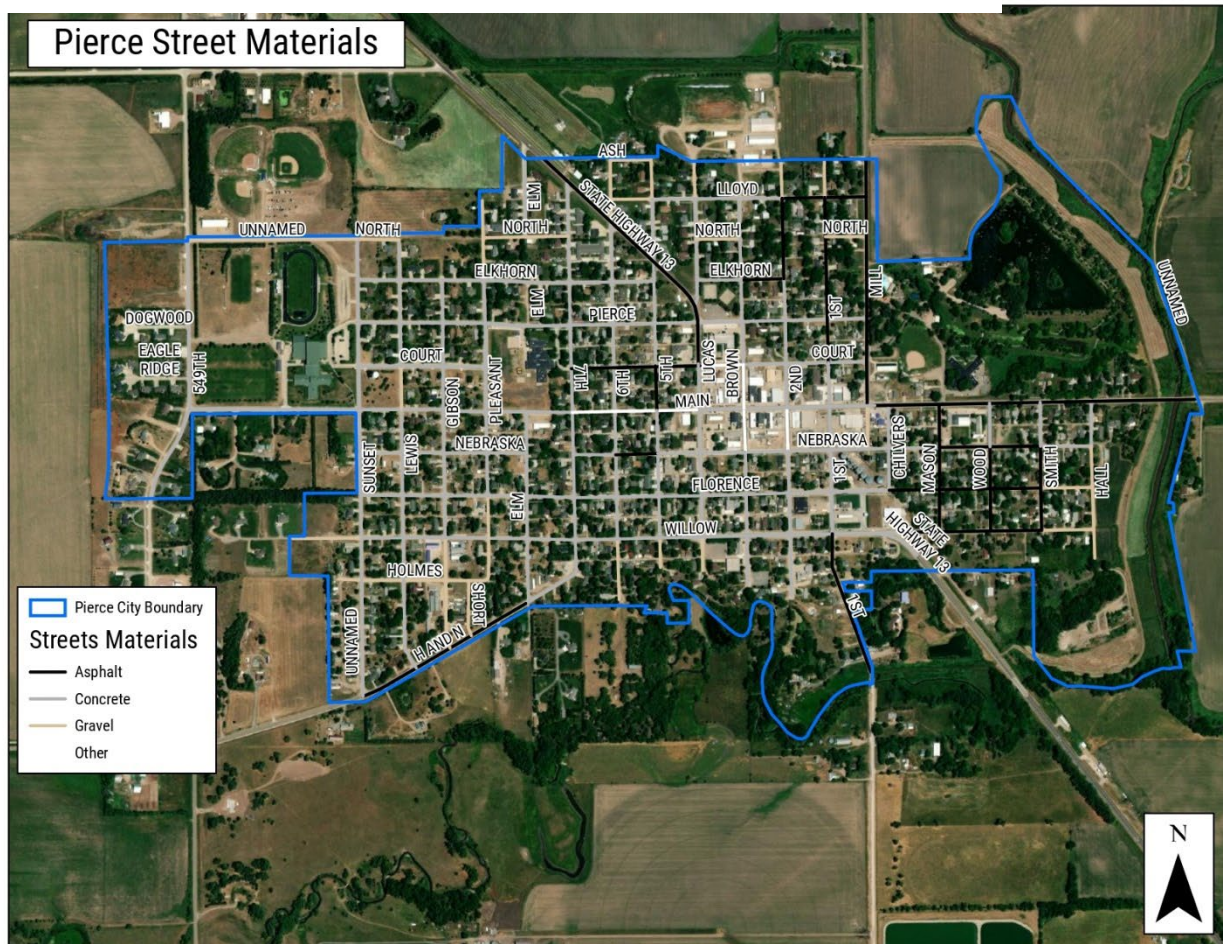 Pierce Street Materials
ASH
ELM
LLOYD
STATE HIGHWAY 13
UNNAMED
NORTH
NORTH
NORTH
NORTH
ELKHORN
ELKHORN
MILL
UNNAMED
ELM
1ST
DOGWOOD
PIERCE
EAGLE
RIDGE
549TH
COURT
COURT
PLEASANT
7TH
6TH
5TH
LUCAS
BROWN
2ND
GIBSON
MAIN
SUNSET
LEWIS
NEBRASKA
NEBRASKA
1ST
CHILVERS
MASON
WOOD
SMITH
HALL
ELM
FLORENCE
WILLOW
STATE
HIGHWAY 13
HOLMES
SHORT
UNNAMED
H AND N
1ST
Pierce City Boundary
Streets Materials
Asphalt
Concrete
Gravel
Other
N